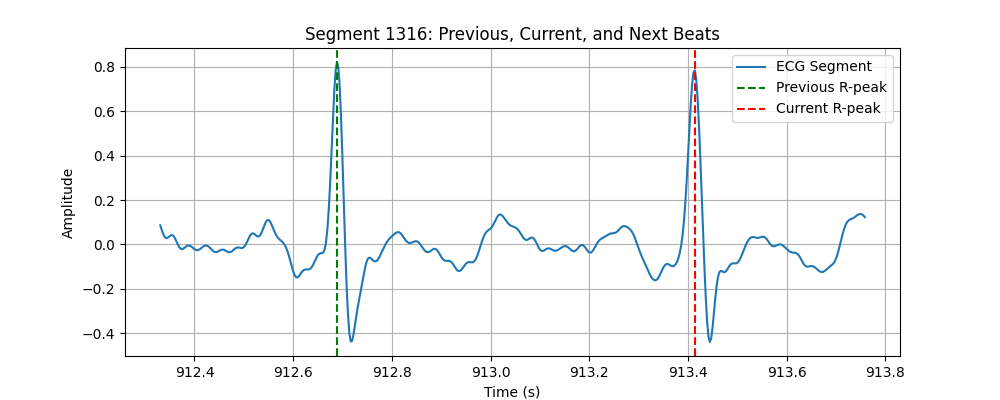 Segment 1316: Previous, Current, and Next Beats
ECG Segment
Previous R-peak
Current R-peak
Amplitude
0.8
0.6
0.4
0.2
0.0
−0.2
−0.4
912.4 912.6 912.8 913.0 913.2 913.4 913.6 913.8
Time (s)